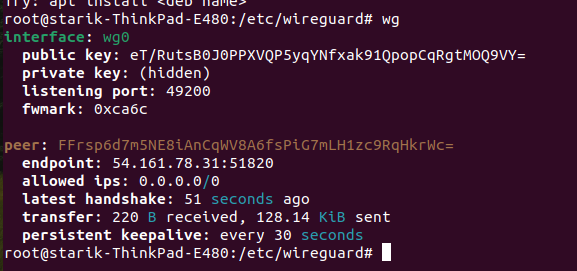 Try: apt install <deb name>
root@starik-ThinkPad-E480:/etc/wireguard# wg
interface: wg0
public key: eT/RutsB0J0PPXVQP5yqYNfxak91QpopCqRgtMOQ9VY=
private key: (hidden)
listening port: 49200
fwmark: 0xca6c
peer: FFrsp6d7m5NE8iAnCqWV8A6fsPiG7mLH1zc9RqHkrWc=
endpoint: 54.161.78.31:51820
allowed ips: 0.0.0.0/0
latest handshake: 51 seconds ago
transfer: 220 B received, 128.14 KiB sent
persistent keepalive: every 30 seconds
root@starik-ThinkPad-E480:/etc/wireguard#